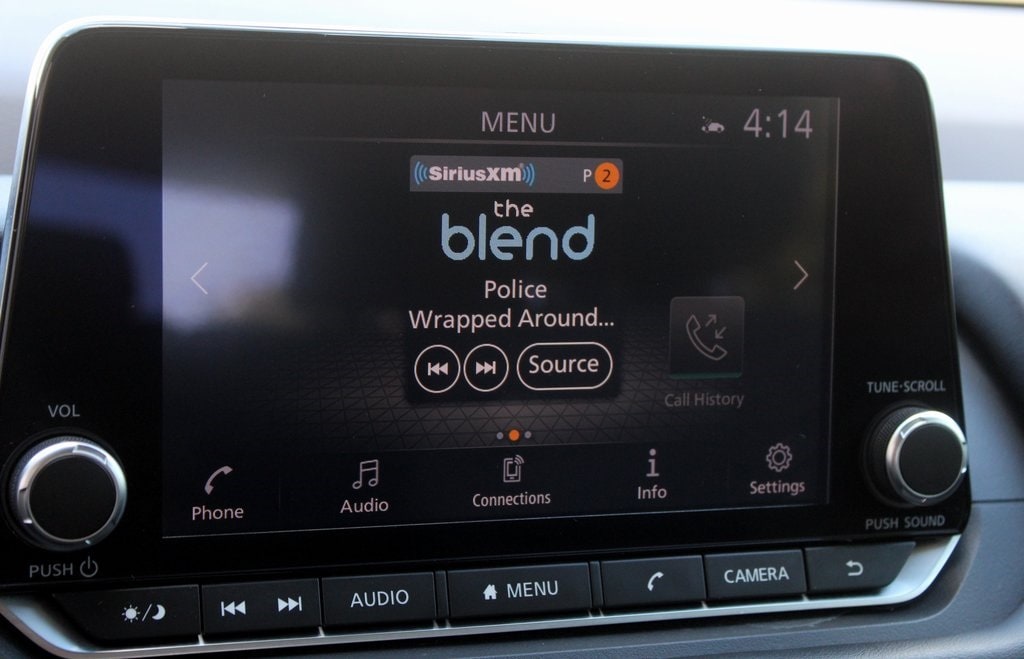 MENU
4:14
SiriusXM
P 2
the
blend
Police
Wrapped Around...
Source
Call History
VOL
TUNE·SCROLL
Phone
Audio
Connections
Info
Settings
PUSH
PUSH SOUND
AUDIO
MENU
CAMERA